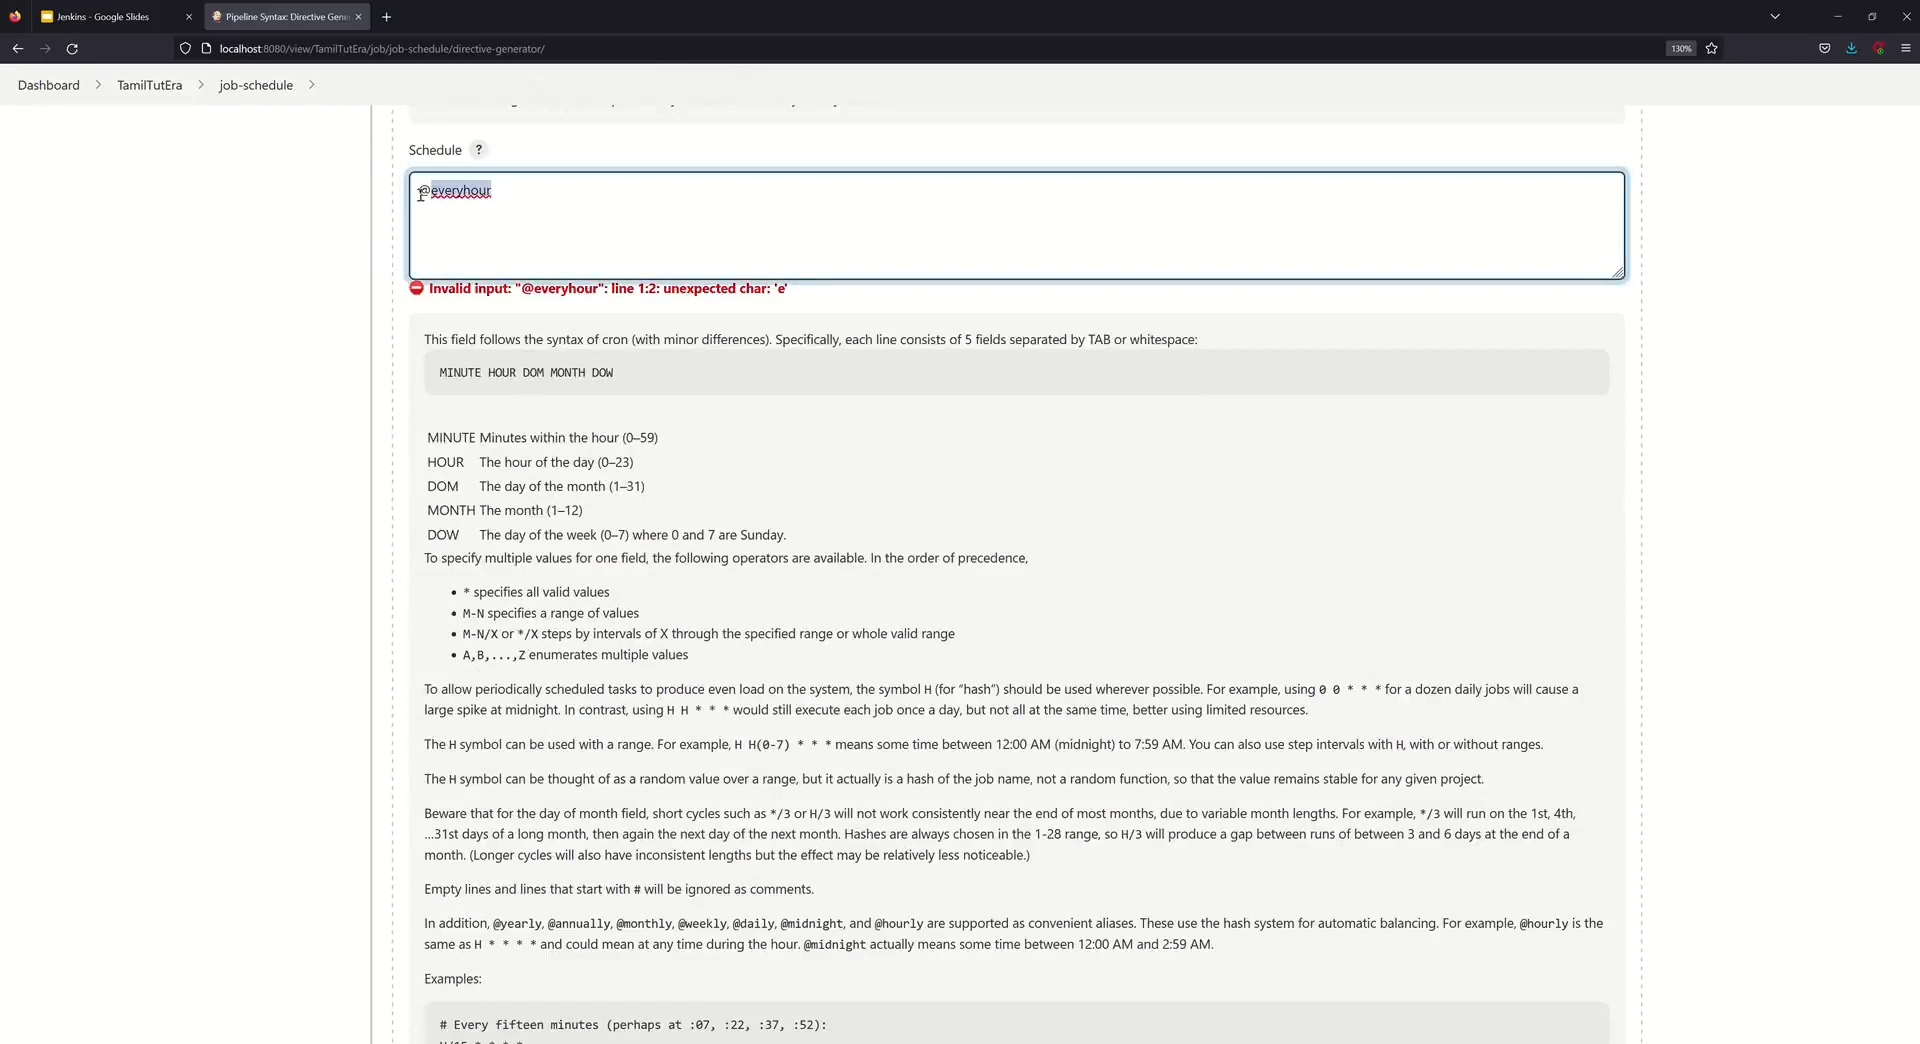 Jenkins - Google Slides
Pipeline Syntax: Directive Gene
localhost:8080/view/TamilTutEra/job/job-schedule/directive-generator/
130%
Dashboard
TamilTutEra
job-schedule
Schedule ?
@everyhour
Invalid input: "@everyhour": line 1:2: unexpected char: 'e'
This field follows the syntax of cron (with minor differences). Specifically, each line consists of 5 fields separated by TAB or whitespace:
MINUTE HOUR DOM MONTH DOW
MINUTE Minutes within the hour (0–59)
HOUR The hour of the day (0–23)
DOM The day of the month (1–31)
MONTH The month (1–12)
DOW The day of the week (0–7) where 0 and 7 are Sunday.
To specify multiple values for one field, the following operators are available. In the order of precedence,
• * specifies all valid values
• M-N specifies a range of values
• M-N/X or */X steps by intervals of X through the specified range or whole valid range
• A,B,...,Z enumerates multiple values
To allow periodically scheduled tasks to produce even load on the system, the symbol H (for “hash”) should be used wherever possible. For example, using 0 0 * * * for a dozen daily jobs will cause a
large spike at midnight. In contrast, using H H * * * would still execute each job once a day, but not all at the same time, better using limited resources.
The H symbol can be used with a range. For example, H H(0-7) * * * means some time between 12:00 AM (midnight) to 7:59 AM. You can also use step intervals with H, with or without ranges.
The H symbol can be thought of as a random value over a range, but it actually is a hash of the job name, not a random function, so that the value remains stable for any given project.
Beware that for the day of month field, short cycles such as */3 or H/3 will not work consistently near the end of most months, due to variable month lengths. For example, */3 will run on the 1st, 4th,
…31st days of a long month, then again the next day of the next month. Hashes are always chosen in the 1-28 range, so H/3 will produce a gap between runs of between 3 and 6 days at the end of a
month. (Longer cycles will also have inconsistent lengths but the effect may be relatively less noticeable.)
Empty lines and lines that start with # will be ignored as comments.
In addition, @yearly, @annually, @monthly, @weekly, @daily, @midnight, and @hourly are supported as convenient aliases. These use the hash system for automatic balancing. For example, @hourly is the
same as H * * * * and could mean at any time during the hour. @midnight actually means some time between 12:00 AM and 2:59 AM.
Examples:
# Every fifteen minutes (perhaps at :07, :22, :37, :52):